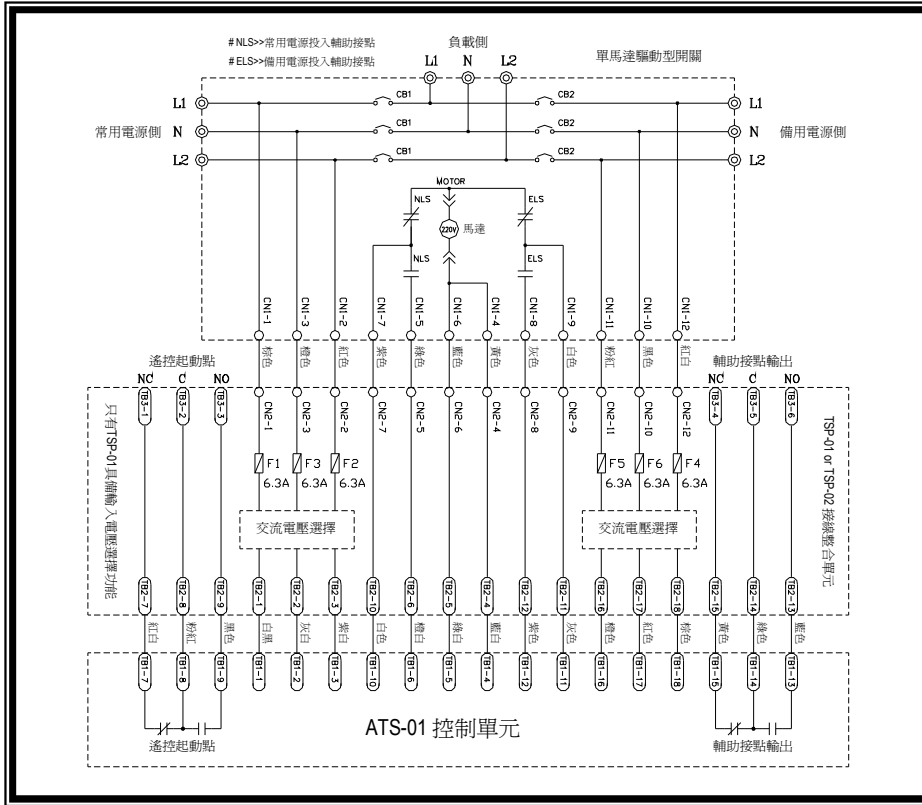 # NLS>>常用電源投入輔助接點
# ELS>>備用電源投入輔助接點
負載側
單馬達驅動型開關
L1 N L2
L1 CB1 CB2 L1
常用電源側 N CB1 CB2 N 備用電源側
L2 CB1 CB2 L2
MOTOR
NLS ELS
220V 馬達
NLS ELS
CN1-1 CN1-3 CN1-2 CN1-7 CN1-5 CN1-6 CN1-4 CN1-8 CN1-9 CN1-11 CN1-10 CN1-12
棕色 橙色 紅色 紫色 綠色 藍色 黃色 灰色 白色 粉紅 黑色 紅白
遙控起動點 輔助接點輸出
NC C NO NC C NO
TB3-1 TB3-2 TB3-3 TB3-4 TB3-5 TB3-6
CN2-1 CN2-3 CN2-2 CN2-7 CN2-5 CN2-6 CN2-4 CN2-8 CN2-9 CN2-11 CN2-10 CN2-12
只有TSP-01具備輸入電壓選擇功能
TSP-01 or TSP-02 接線整合單元
F1 F3 F2 F5 F6 F4
6.3A 6.3A 6.3A 6.3A 6.3A 6.3A
交流電壓選擇 交流電壓選擇
TB2-7 TB2-8 TB2-9 TB2-1 TB2-2 TB2-3 TB2-10 TB2-6 TB2-5 TB2-4 TB2-12 TB2-11 TB2-16 TB2-17 TB2-18 TB2-15 TB2-14 TB2-13
紅白 粉紅 黑色 白黑 灰白 紫白 白色 橙白 綠白 藍白 紫色 灰色 橙色 紅色 棕色 黃色 綠色 藍色
TB1-7 TB1-8 TB1-9 TB1-1 TB1-2 TB1-3 TB1-10 TB1-6 TB1-5 TB1-4 TB1-12 TB1-11 TB1-16 TB1-17 TB1-18 TB1-15 TB1-14 TB1-13
ATS-01 控制單元
遙控起動點 輔助接點輸出